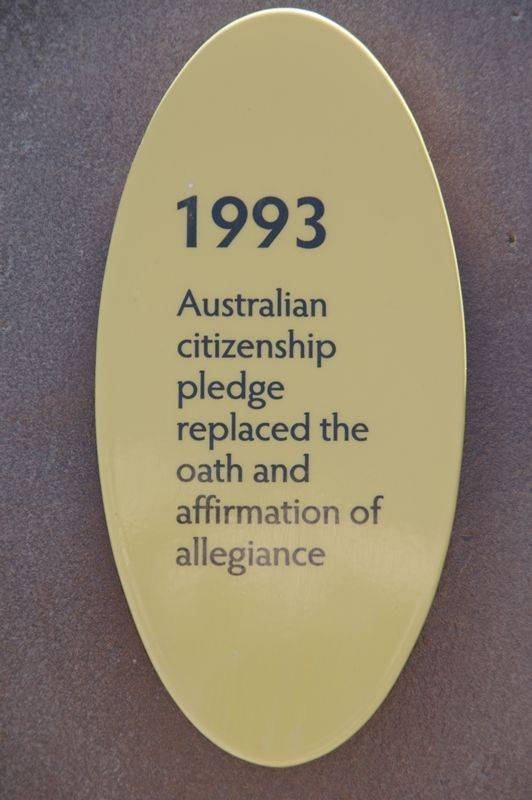 1993
Australian
citizenship
pledge
replaced the
oath and
affirmation of
allegiance